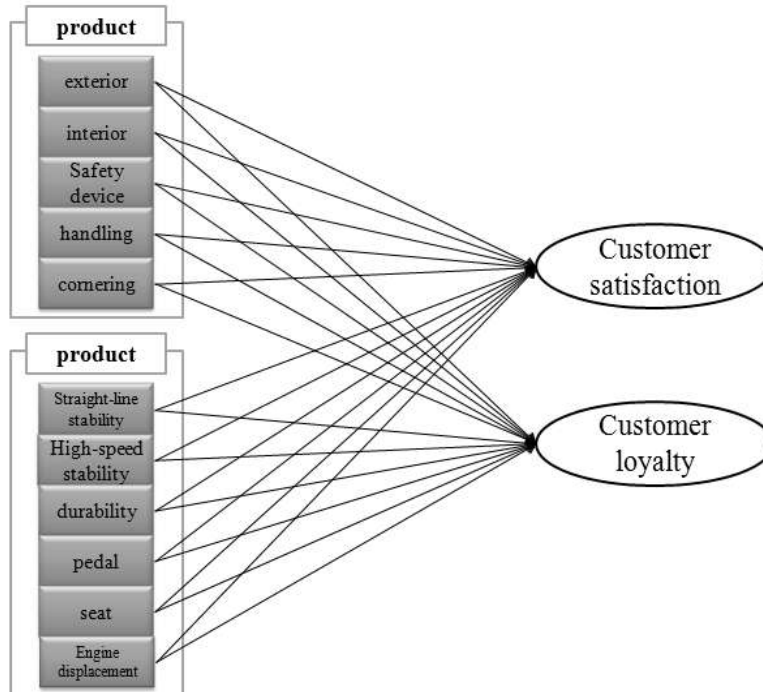 product
exterior
interior
Safety
device
handling
cornering
product
Straight-line
stability
High-speed
stability
durability
pedal
seat
Engine
displacement
Customer
satisfaction
Customer
loyalty